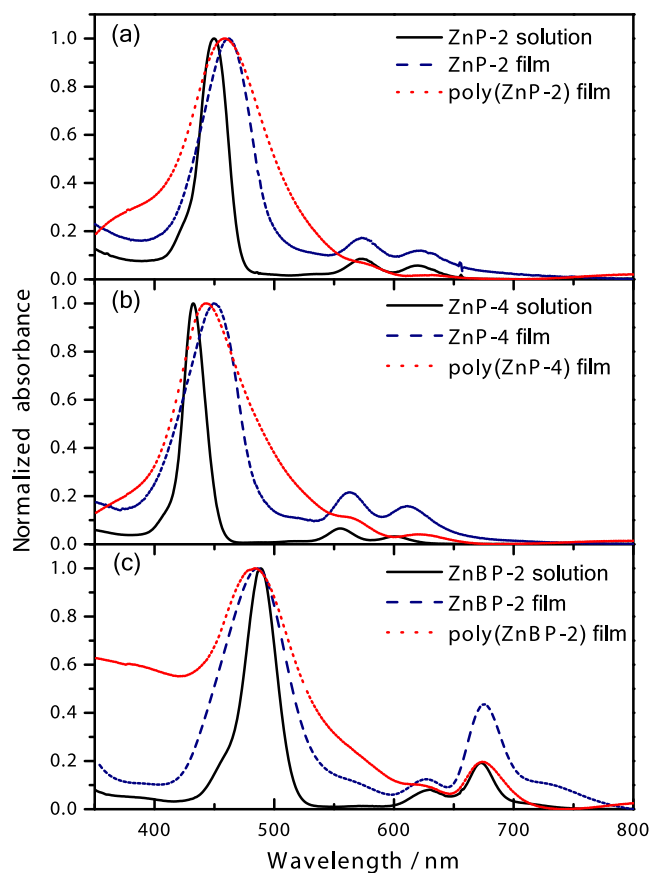 (a)
ZnP-2 solution
ZnP-2 film
poly(ZnP-2) film
1.0
0.8
0.6
0.4
0.2
0.0
(b)
ZnP-4 solution
ZnP-4 film
poly(ZnP-4) film
1.0
0.8
0.6
0.4
0.2
0.0
(c)
ZnBP-2 solution
ZnBP-2 film
poly(ZnBP-2) film
1.0
0.8
0.6
0.4
0.2
0.0
Normalized absorbance
400 500 600 700 800
Wavelength / nm